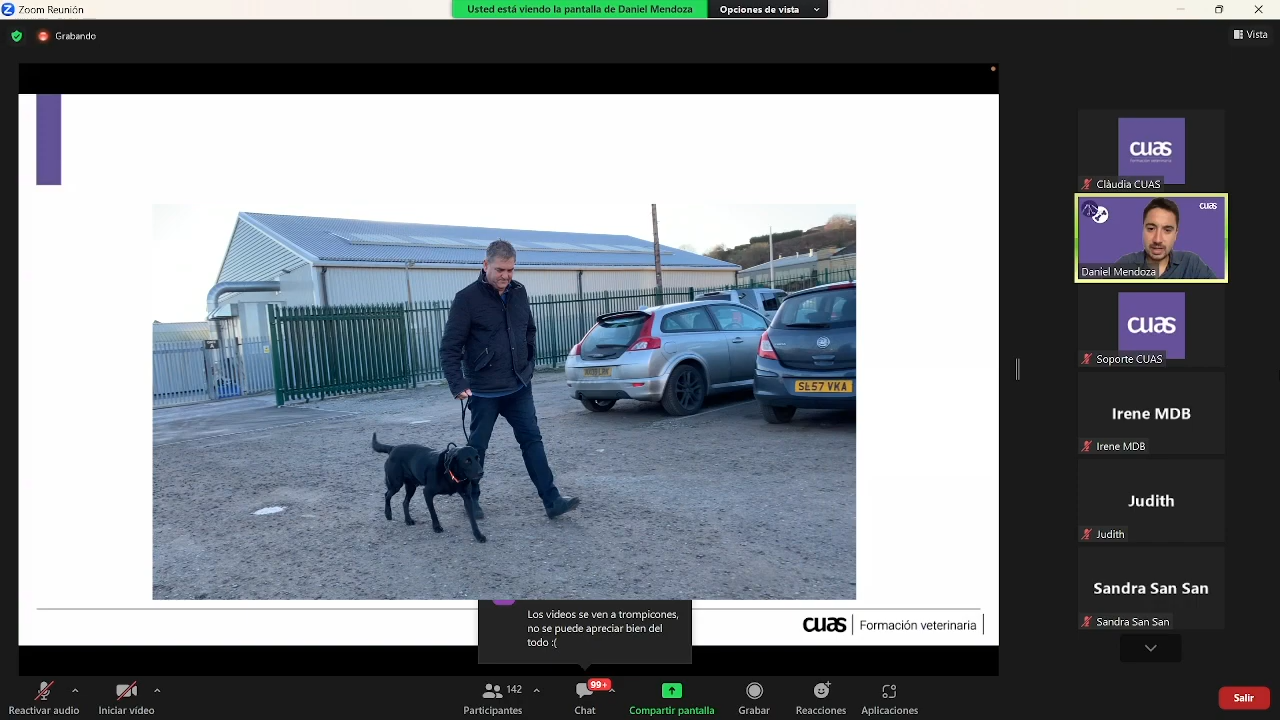 Zoom Reunión
Usted está viendo la pantalla de Daniel Mendoza
Opciones de vista
Grabando
Vista
cuas
Formación veterinaria
Clàudia CUAS
cuas
Daniel Mendoza
cuas
Soporte CUAS
Irene MDB
Irene MDB
Judith
Judith
Sandra San San
Sandra San San
SL57 VKA
Los videos se ven a trompicones,
no se puede apreciar bien del
todo :(
cuas
Formación veterinaria
Reactivar audio
Iniciar vídeo
142
Participantes
99+
Chat
Compartir pantalla
Grabar
Reacciones
Aplicaciones
Salir